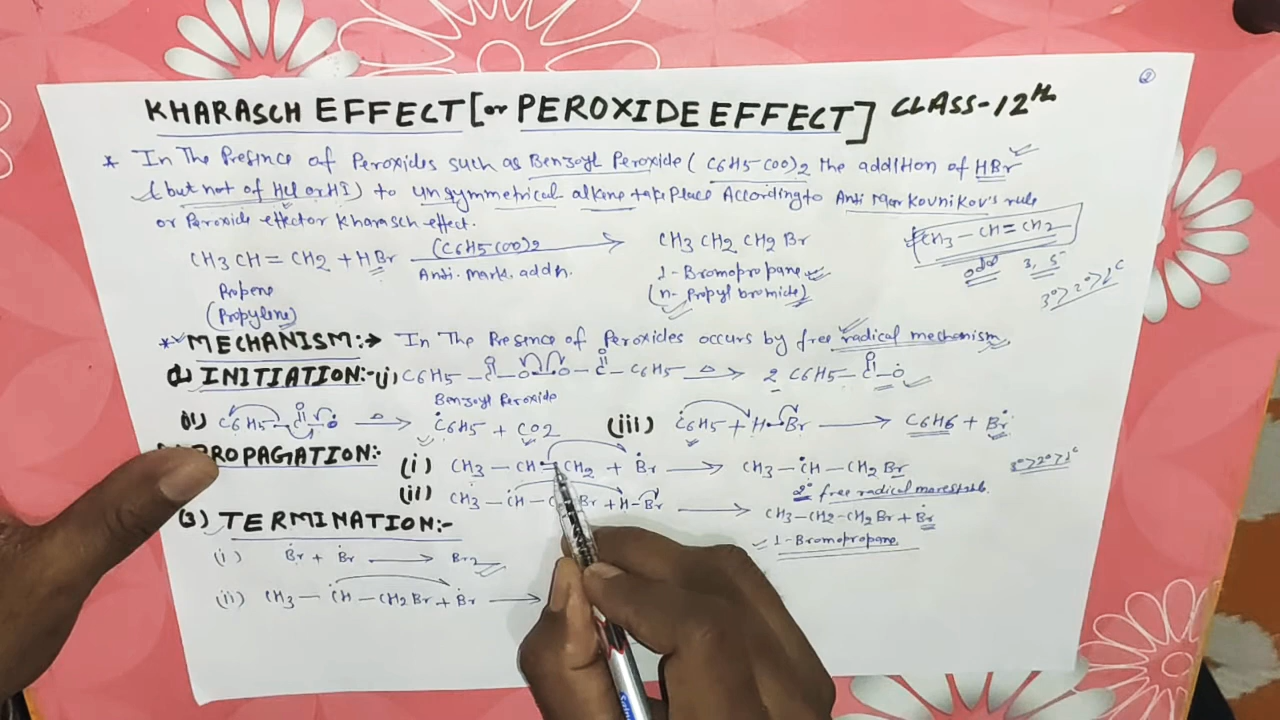 ②
KHARASCH EFFECT [or PEROXIDE EFFECT] CLASS-12th
* In The Presince of Peroxides such as Benzoyl Peroxide ( C6H5-COO)2 the addition of HBr
( but not of HCl or HI ) to unsymmetrical alkene take place According to Anti Markovnikov's rule
or Peroxide effect or Kharasch effect.
CH3 CH = CH2 + HBr (C6H5-COO)2 → CH3 CH2 CH2 Br
Anti. Mark. addn.
CH3 - CH = CH2
odd 3, 5
3° > 2° > 1°
Propene
(Propylene)
1-Bromopropane
(n- Propyl bromide)
* MECHANISM:→ In The Presence of Peroxides occurs by free radical mechanism.
(1) INITIATION:- (i) C6H5 - C(=O) - O - O - C(=O) - C6H5 △→ 2 C6H5 - C(=O) - O•
Benzoyl Peroxide
(ii) C6H5 - C(=O) - O• △→ •C6H5 + CO2 (iii) •C6H5 + H-Br → C6H6 + Br•
PROPAGATION:- (i) CH3 - CH = CH2 + Br• → CH3 - •CH - CH2 Br
3°>2°>1°
2° free radical more stab.
(ii) CH3 - •CH - Br + H-Br → CH3-CH2-CH2 Br + Br•
1-Bromopropane
(3) TERMINATION:-
(i) Br• + Br• → Br2
(ii) CH3 - •CH - CH2 Br + Br• →